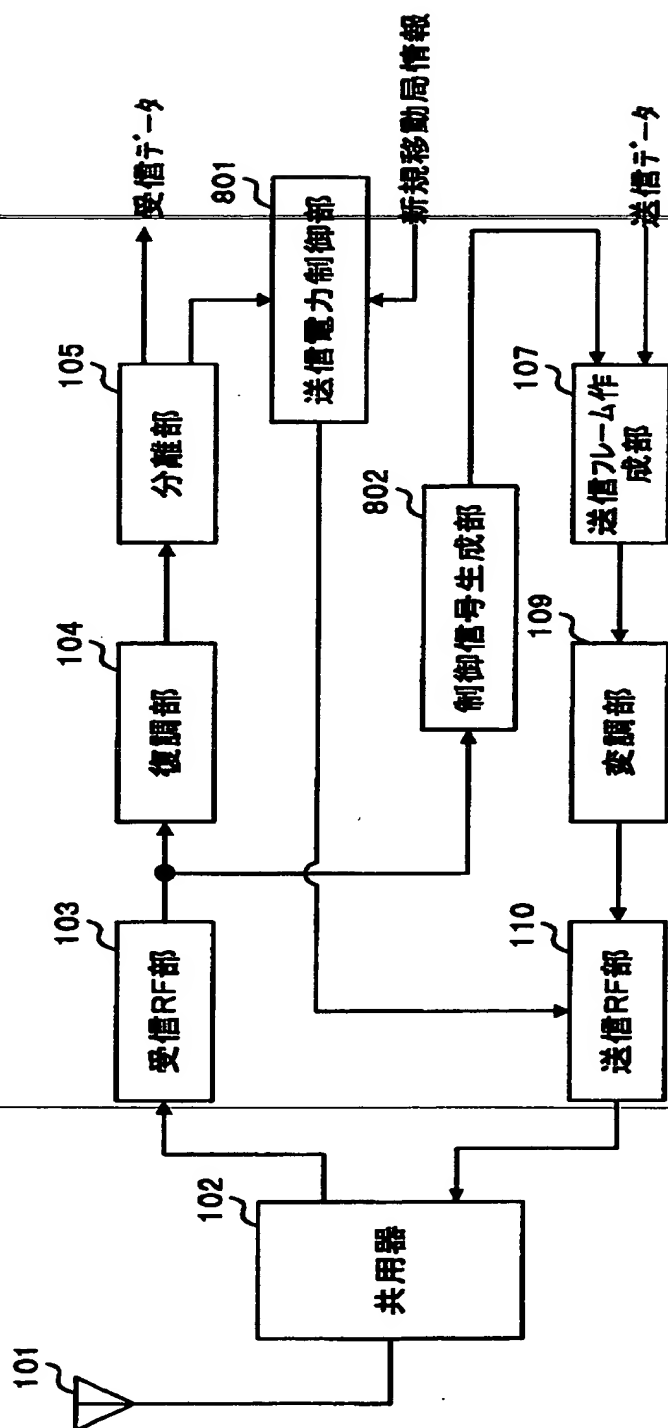 101
102
共用器
103
受信RF部
104
復調部
105
分離部
受信データ
801
送信電力制御部
新規移動局情報
802
制御信号生成部
110
送信RF部
109
変調部
107
送信フレーム作
成部
送信データ